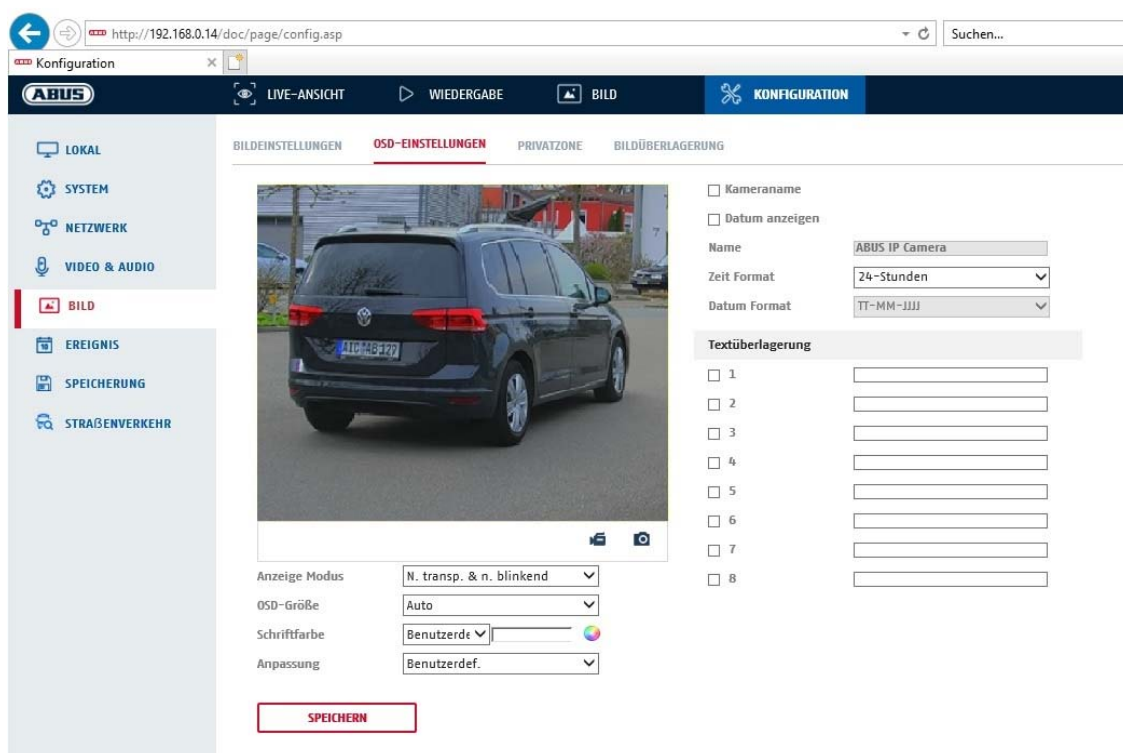 http://192.168.0.14/doc/page/config.asp
Suchen...
Konfiguration
ABUS
LIVE-ANSICHT
WIEDERGABE
BILD
KONFIGURATION
LOKAL
SYSTEM
NETZWERK
VIDEO & AUDIO
BILD
EREIGNIS
SPEICHERUNG
STRAßENVERKEHR
BILDEINSTELLUNGEN
OSD-EINSTELLUNGEN
PRIVATZONE
BILDÜBERLAGERUNG
AIC AB 127
Anzeige Modus
N. transp. & n. blinkend
OSD-Größe
Auto
Schriftfarbe
Benutzerde
Anpassung
Benutzerdef.
SPEICHERN
Kameraname
Datum anzeigen
Name
ABUS IP Camera
Zeit Format
24-Stunden
Datum Format
TT-MM-JJJJ
Textüberlagerung
1
2
3
4
5
6
7
8